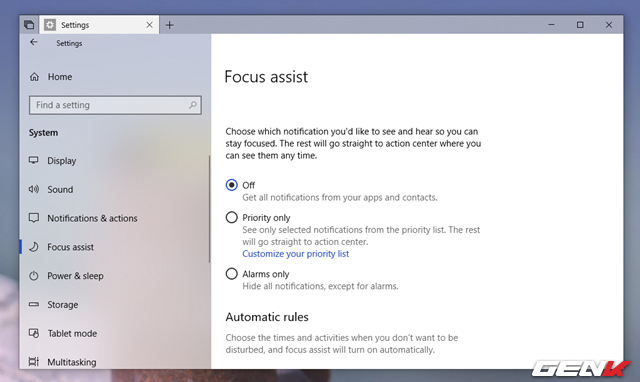 Settings
Settings
Home
Find a setting
System
Display
Sound
Notifications & actions
Focus assist
Power & sleep
Storage
Tablet mode
Multitasking
Focus assist
Choose which notification you'd like to see and hear so you can
stay focused. The rest will go straight to action center where you
can see them any time.
Off
Get all notifications from your apps and contacts.
Priority only
See only selected notifications from the priority list. The rest
will go straight to action center.
Customize your priority list
Alarms only
Hide all notifications, except for alarms.
Automatic rules
Choose the times and activities when you don't want to be
disturbed, and focus assist will turn on automatically.
GENK